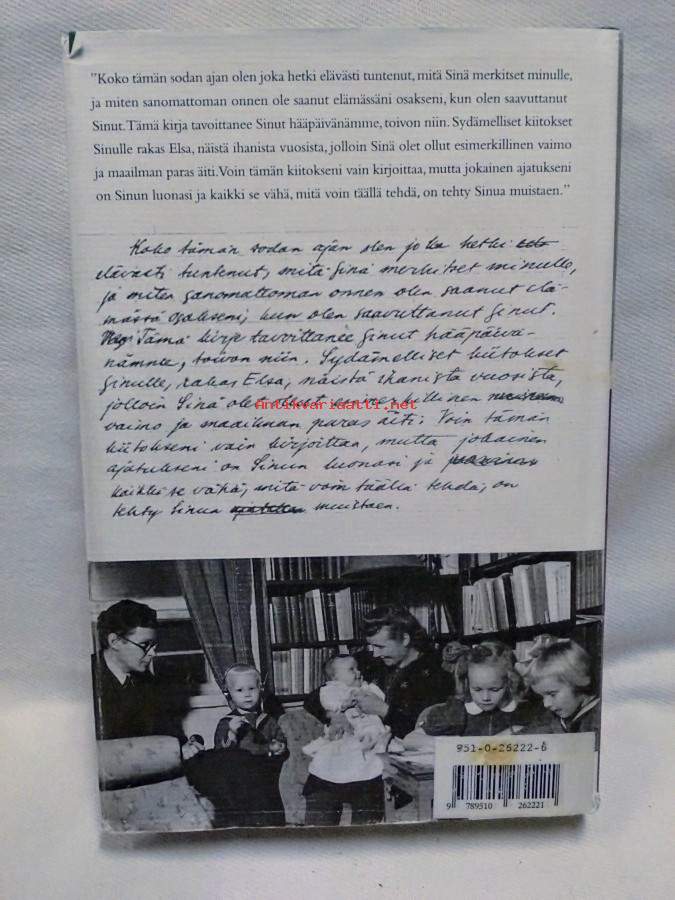 "Koko tämän sodan ajan olen joka hetki elävästi tuntenut, mitä Sinä merkitset minulle,
ja miten sanomattoman onnen ole saanut elämässäni osakseni, kun olen saavuttanut
Sinut. Tämä kirja tavoittanee Sinut hääpäivänämme, toivon niin. Sydämelliset kiitokset
Sinulle rakas Elsa, näistä ihanista vuosista, jolloin Sinä olet ollut esimerkillinen vaimo
ja maailman paras äiti. Voin tämän kiitokseni vain kirjoittaa, mutta jokainen ajatukseni
on Sinun luonasi ja kaikki se vähä, mitä voin täällä tehdä, on tehty Sinua muistaen."
Koko tämän sodan ajan olen joka hetki
elävästi tuntenut, mitä Sinä merkitset minulle,
ja miten sanomattoman onnen olen saanut elä-
mässä osakseni, kun olen saavuttanut Sinut.
Tämä kirje tavoittanee Sinut hääpäivä-
nämme, toivon niin. Sydämelliset kiitokset
Sinulle, rakas Elsa, näistä ihanista vuosista,
jolloin Sinä olet ollut esimerkillinen
vaimo ja maailman paras äiti. Voin tämän
kiitokseni vain kirjoittaa, mutta jokainen
ajatukseni on Sinun luonasi ja
kaikki se vähä, mitä voin täällä tehdä, on
tehty Sinua muistaen.
Antikvariaatti.net
951-0-26222-6
9 789510 262221